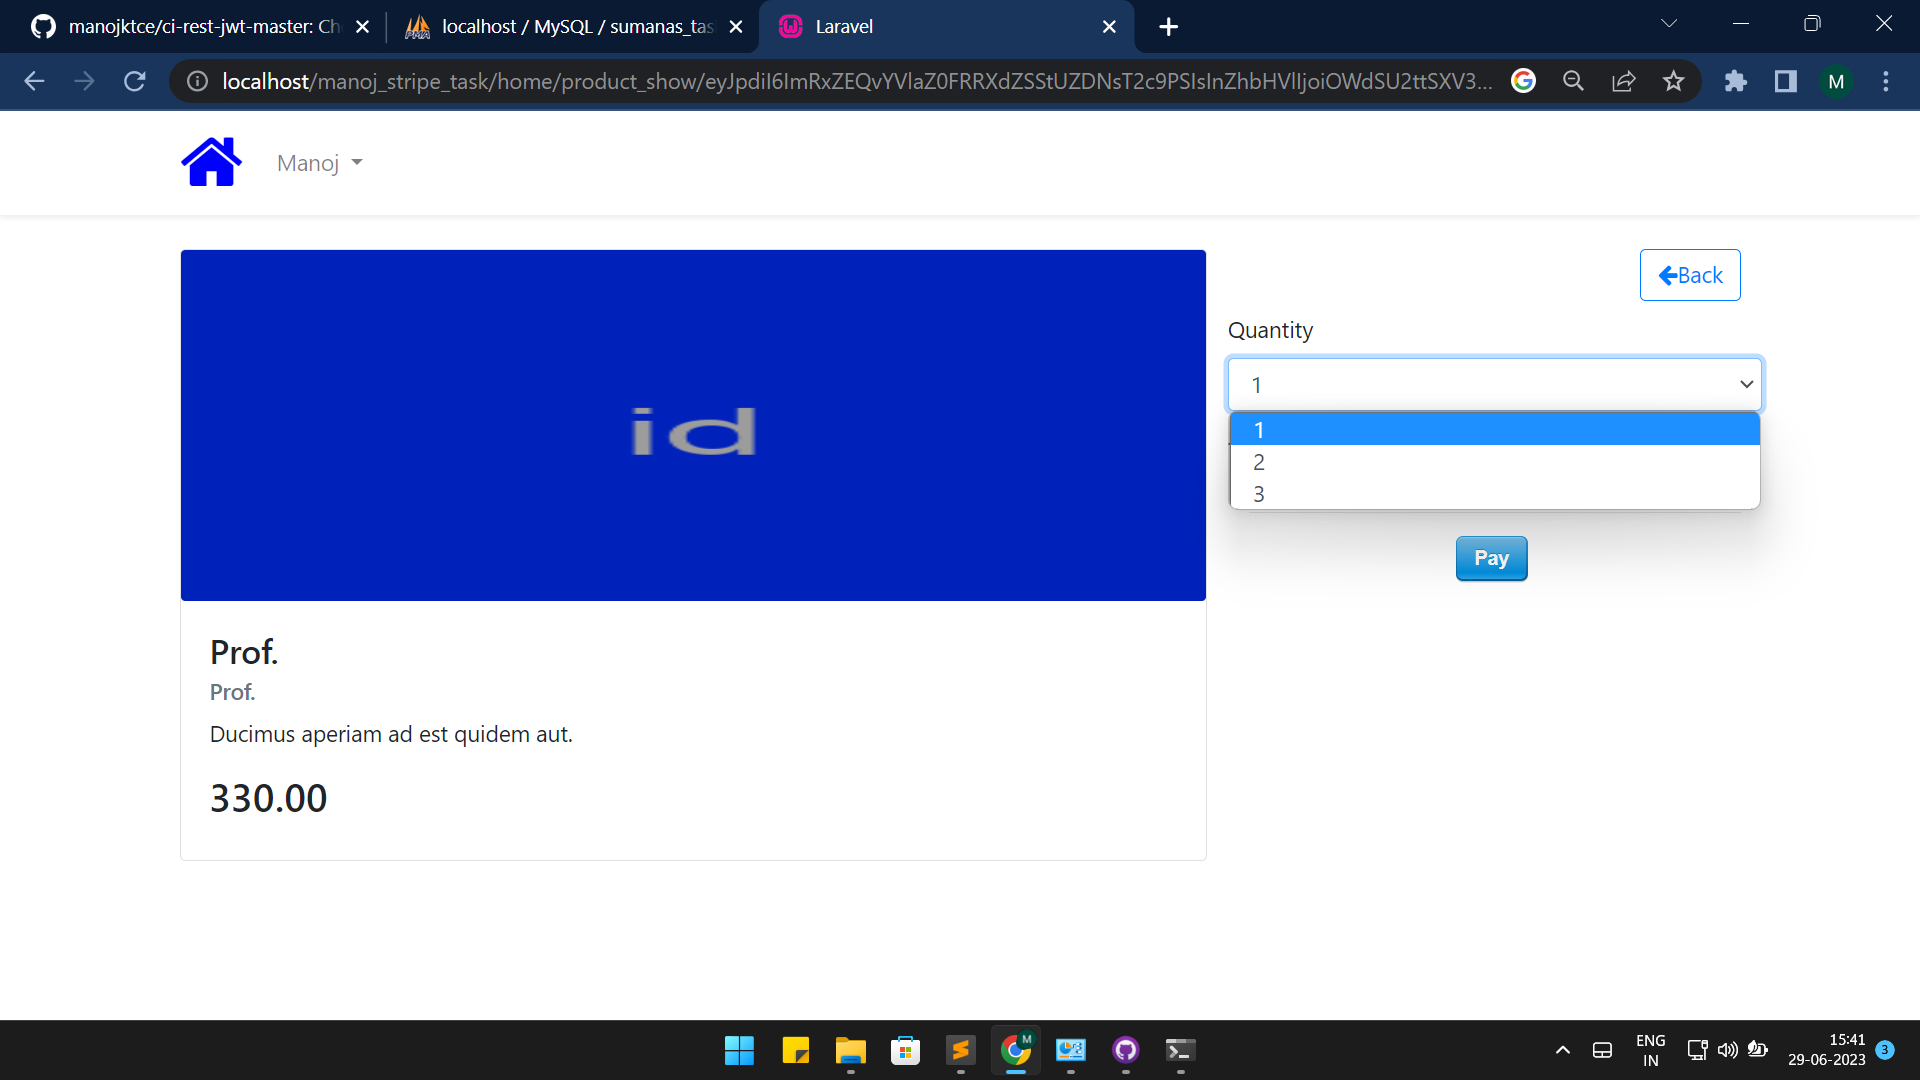 manojktce/ci-rest-jwt-master: Ch
localhost / MySQL / sumanas_tas
Laravel
localhost/manoj_stripe_task/home/product_show/eyJpdiI6ImRxZEQvYVlaZ0FRRXdZSStUZDNsT2c9PSIsInZhbHVlIjoiOWdSU2ttSXV3...
M
Manoj
Back
Quantity
1
1
2
3
Pay
id
Prof.
Prof.
Ducimus aperiam ad est quidem aut.
330.00
M
ENG
IN
15:41
29-06-2023
3